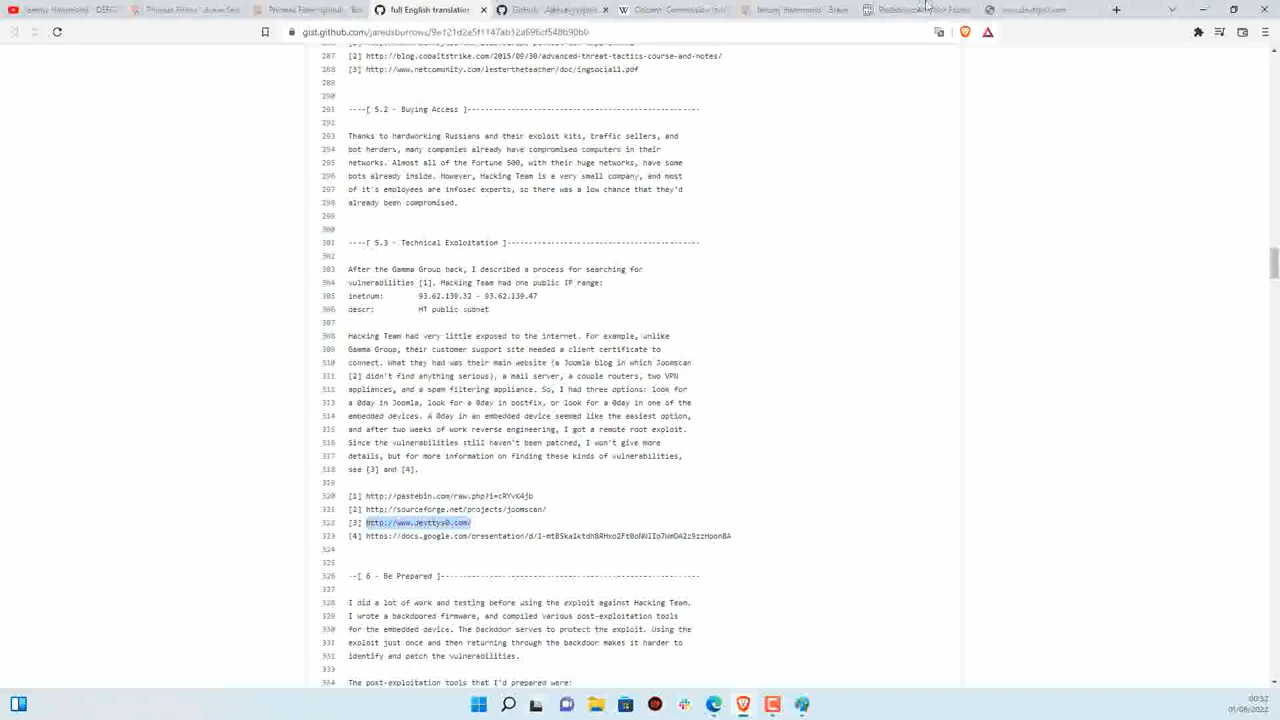 full English translation
gist.github.com/jaredsburrows/9e121d2e5f1147ab12a696cf548b90b0
287 [2] http://blog.cobaltstrike.com/2015/09/30/advanced-threat-tactics-course-and-notes/
288 [3] http://www.netcomunity.com/lestertheteacher/doc/ingsocial1.pdf
289
290
291 ----[ 5.2 - Buying Access ]----------------------------------------------------
292
293 Thanks to hardworking Russians and their exploit kits, traffic sellers, and
294 bot herders, many companies already have compromised computers in their
295 networks. Almost all of the Fortune 500, with their huge networks, have some
296 bots already inside. However, Hacking Team is a very small company, and most
297 of it's employees are infosec experts, so there was a low chance that they'd
298 already been compromised.
299
300
301 ----[ 5.3 - Technical Exploitation ]-------------------------------------------
302
303 After the Gamma Group hack, I described a process for searching for
304 vulnerabilities [1]. Hacking Team had one public IP range:
305 inetnum: 93.62.139.32 - 93.62.139.47
306 descr: HT public subnet
307
308 Hacking Team had very little exposed to the internet. For example, unlike
309 Gamma Group, their customer support site needed a client certificate to
310 connect. What they had was their main website (a Joomla blog in which Joomscan
311 [2] didn't find anything serious), a mail server, a couple routers, two VPN
312 appliances, and a spam filtering appliance. So, I had three options: look for
313 a 0day in Joomla, look for a 0day in postfix, or look for a 0day in one of the
314 embedded devices. A 0day in an embedded device seemed like the easiest option,
315 and after two weeks of work reverse engineering, I got a remote root exploit.
316 Since the vulnerabilities still haven't been patched, I won't give more
317 details, but for more information on finding these kinds of vulnerabilities,
318 see [3] and [4].
319
320 [1] http://pastebin.com/raw.php?i=cRYvK4jb
321 [2] http://sourceforge.net/projects/joomscan/
322 [3] http://www.devttys0.com/
323 [4] https://docs.google.com/presentation/d/1-mtBSka1ktdh8RHxo2Ft0oNNlIp7WmDA2z9zzHpon8A
324
325
326 --[ 6 - Be Prepared ]----------------------------------------------------------
327
328 I did a lot of work and testing before using the exploit against Hacking Team.
329 I wrote a backdoored firmware, and compiled various post-exploitation tools
330 for the embedded device. The backdoor serves to protect the exploit. Using the
331 exploit just once and then returning through the backdoor makes it harder to
332 identify and patch the vulnerabilities.
333
334 The post-exploitation tools that I'd prepared were:
00:32
01/08/2022